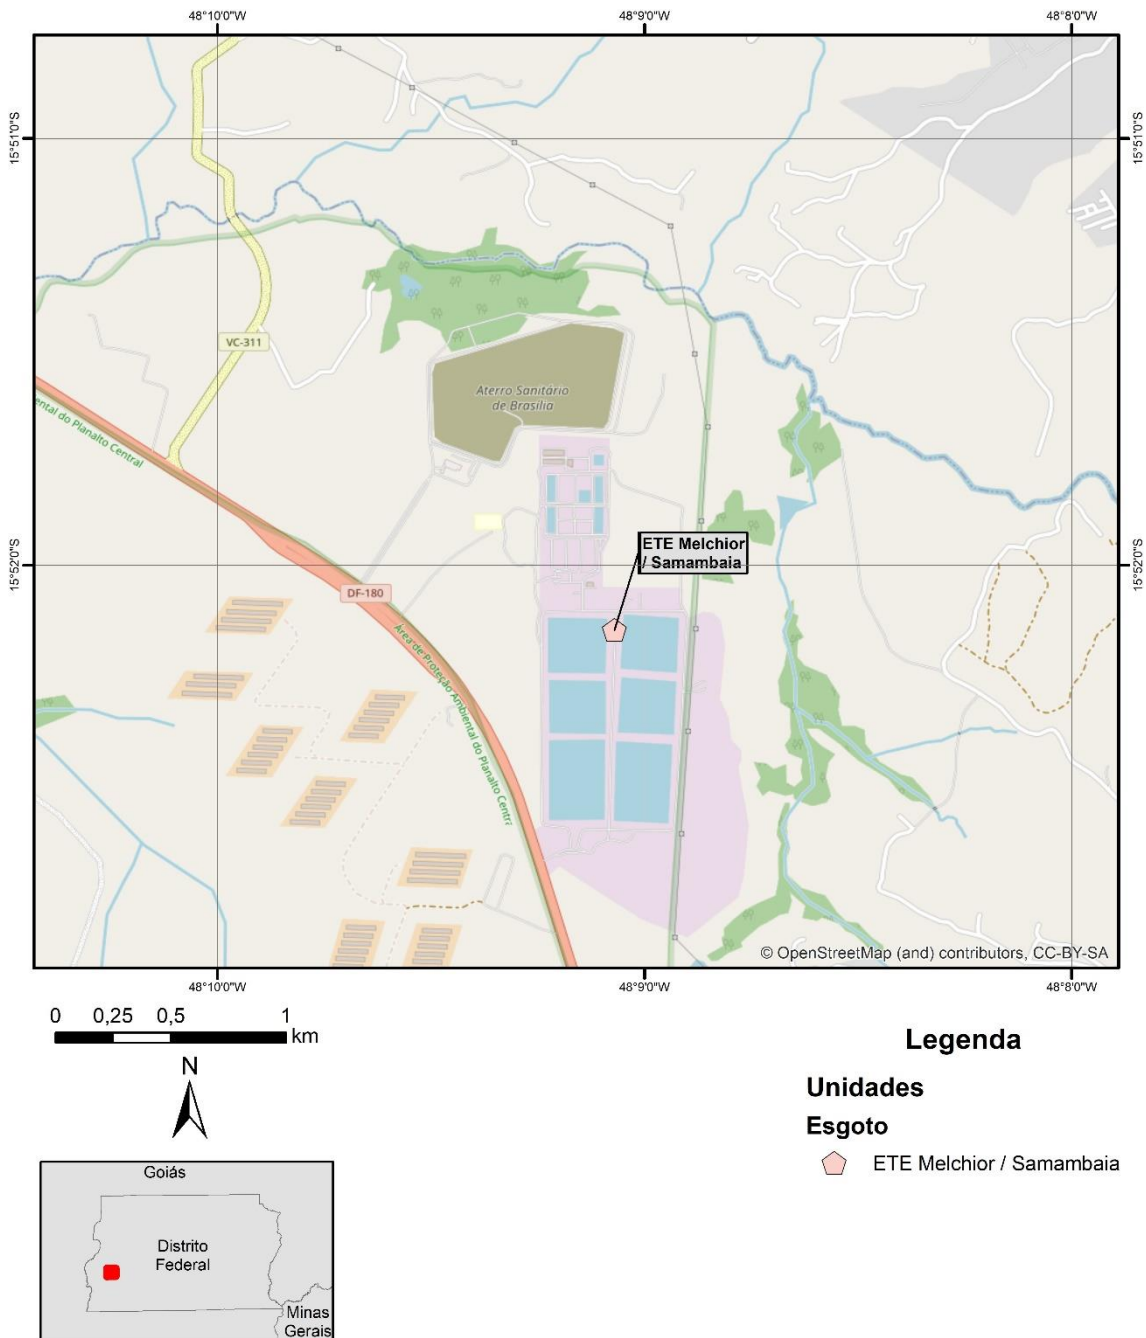 48°10'0"W
48°9'0"W
48°8'0"W
15°51'0"S
15°51'0"S
VC-311
Aterro Sanitário
de Brasília
ental do Planalto Central
ETE Melchior
/ Samambaia
15°52'0"S
15°52'0"S
DF-180
Área de Proteção Ambiental do Planalto Centr
© OpenStreetMap (and) contributors, CC-BY-SA
48°10'0"W
48°9'0"W
48°8'0"W
0 0,25 0,5 1
km
N
Legenda
Unidades
Esgoto
ETE Melchior / Samambaia
Goiás
Distrito
Federal
Minas
Gerais